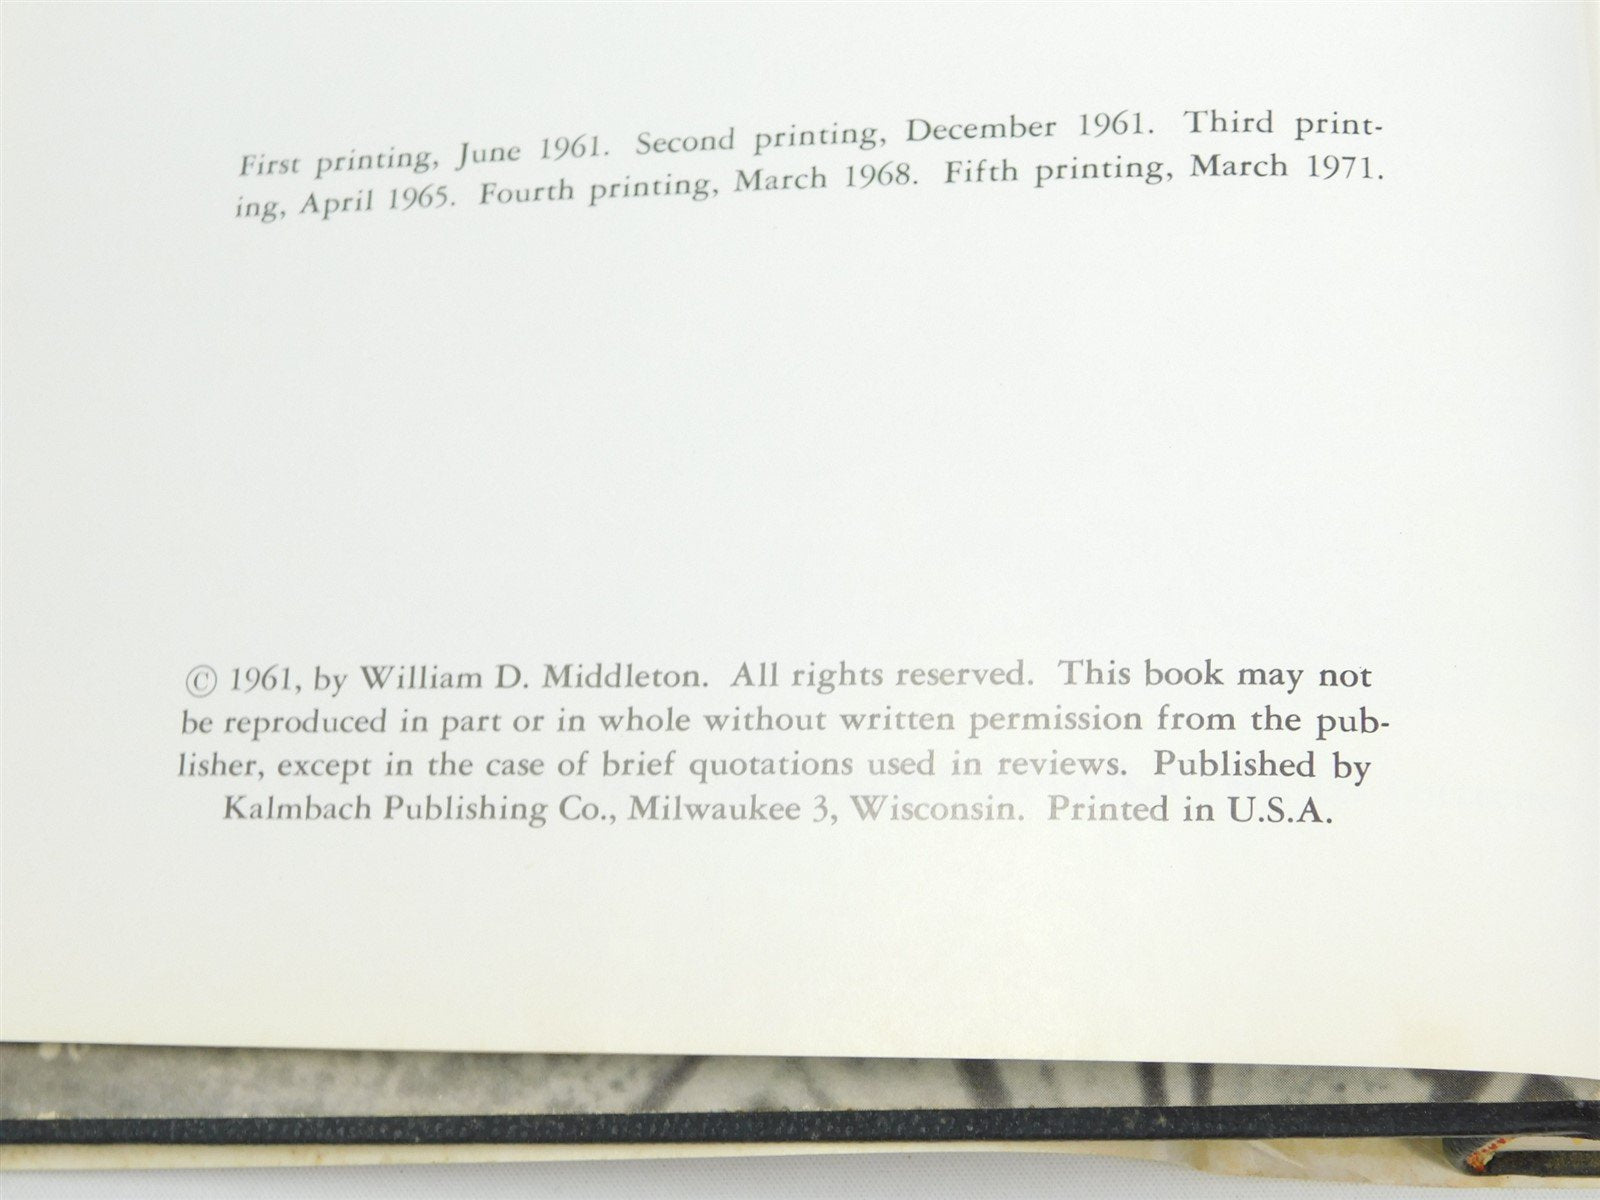 First printing, June 1961. Second printing, December 1961. Third print-
ing, April 1965. Fourth printing, March 1968. Fifth printing, March 1971.
© 1961, by William D. Middleton. All rights reserved. This book may not
be reproduced in part or in whole without written permission from the pub-
lisher, except in the case of brief quotations used in reviews. Published by
Kalmbach Publishing Co., Milwaukee 3, Wisconsin. Printed in U.S.A.